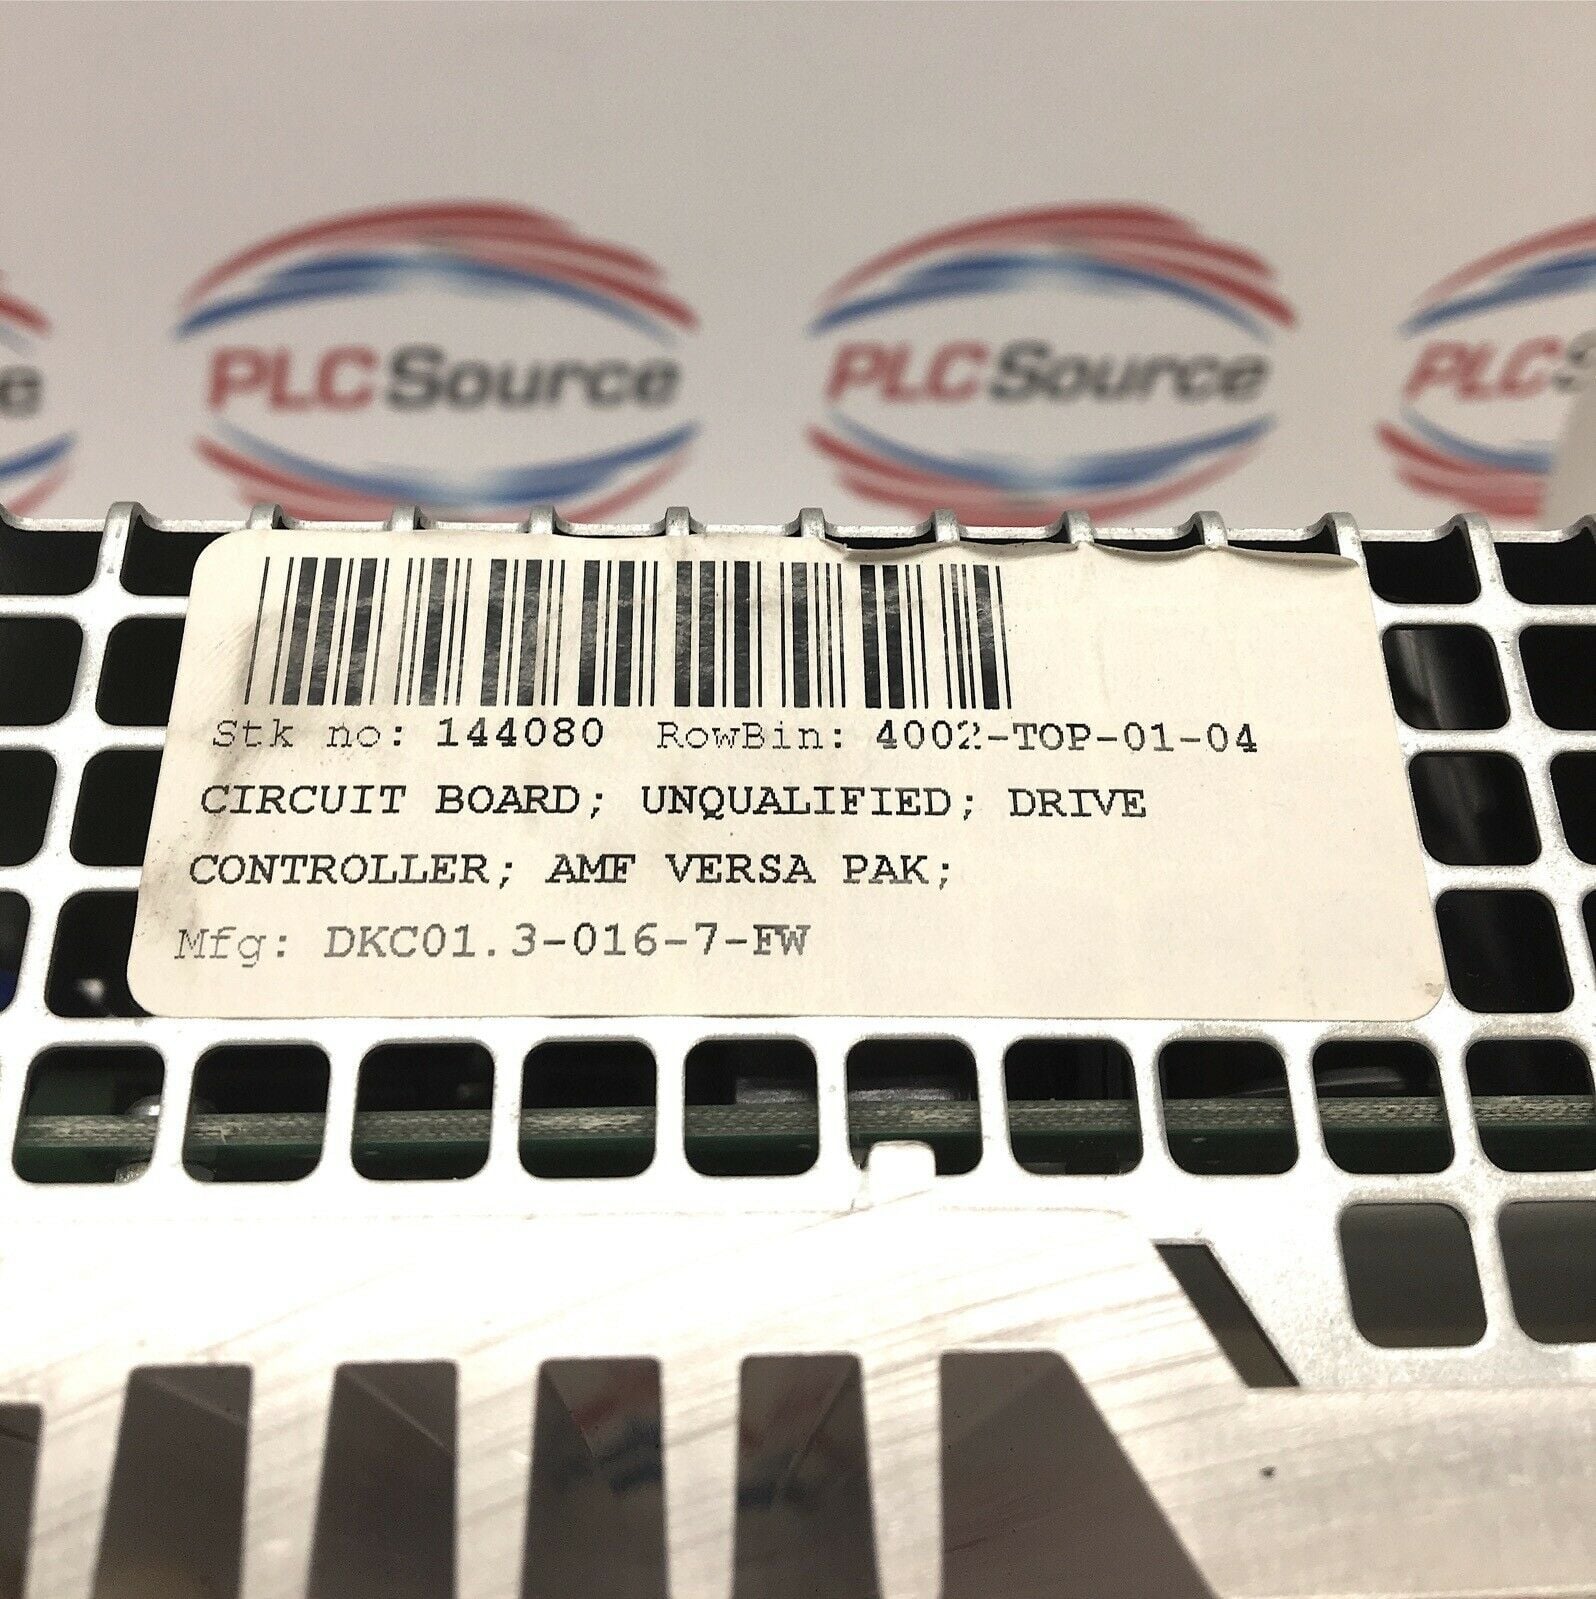 PLCSource PLCSource PLCS
Stk no: 144080 RowBin: 4002-TOP-01-04
CIRCUIT BOARD; UNQUALIFIED; DRIVE
CONTROLLER; AMF VERSA PAK;
Mfg: DKC01.3-016-7-FW